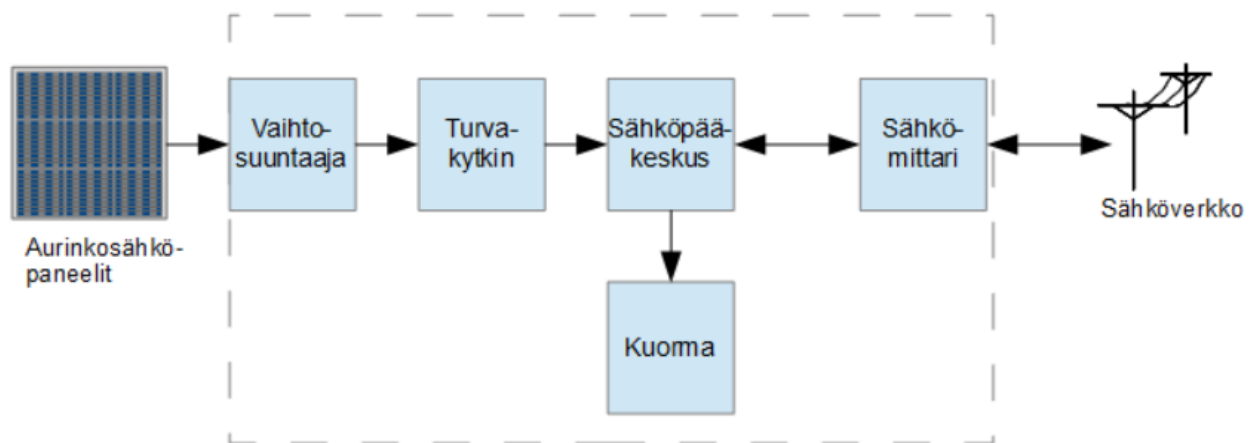 Vaihto-
suuntaaja
Turva-
kytkin
Sähköpää-
keskus
Sähkö-
mittari
Sähköverkko
Aurinkosähkö-
paneelit
Kuorma